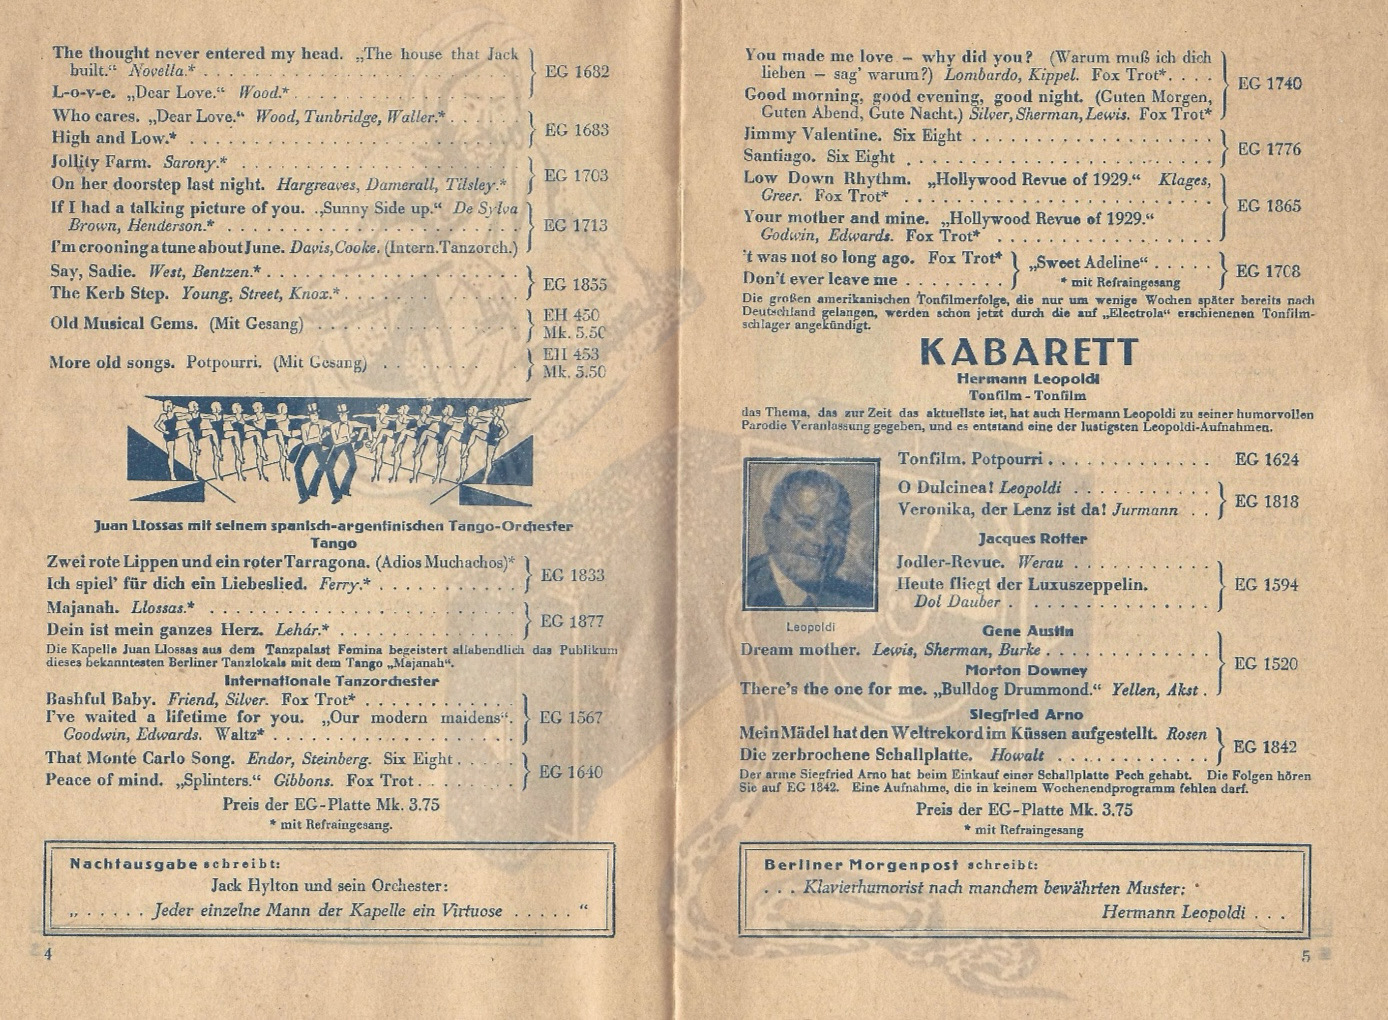 The thought never entered my head. „The house that Jack
built.“ Novella.* . . . . . . . . . . . . . . . . . . . . . EG 1682
L-o-v-e. „Dear Love.“ Wood.* . . . . . . . . . . . . .
Who cares. „Dear Love.“ Wood, Tunbridge, Waller.* . . . . . EG 1683
High and Low.* . . . . . . . . . . . . . . . . . . .
Jollity Farm. Sarony.* . . . . . . . . . . . . . . . . EG 1703
On her doorstep last night. Hargreaves, Damerall, Tilsley.*
If I had a talking picture of you. „Sunny Side up.“ De Sylva
Brown, Henderson.* . . . . . . . . . . . . . . . . . EG 1713
I'm crooning a tune about June. Davis, Cooke. (Intern. Tanzorch.)
Say, Sadie. West, Bentzen.* . . . . . . . . . . . . . . EG 1855
The Kerb Step. Young, Street, Knox.* . . . . . . . . . .
Old Musical Gems. (Mit Gesang) . . . . . . . . . . . EH 450
Mk. 5.50
More old songs. Potpourri. (Mit Gesang) . . . . . . . EH 453
Mk. 5.50
Juan Llossas mit seinem spanisch-argentinischen Tango-Orchester
Tango
Zwei rote Lippen und ein roter Tarragona. (Adios Muchachos)* EG 1833
Ich spiel' für dich ein Liebeslied. Ferry.* . . . . . . . . .
Majanah. Llossas.* . . . . . . . . . . . . . . . . . . EG 1877
Dein ist mein ganzes Herz. Lehár.* . . . . . . . . . . .
Die Kapelle Juan Llossas aus dem Tanzpalast Femina begeistert allabendlich das Publikum
dieses bekanntesten Berliner Tanzlokals mit dem Tango „Majanah“.
Internationale Tanzorchester
Bashful Baby. Friend, Silver. Fox Trot* . . . . . . . . . .
I've waited a lifetime for you. „Our modern maidens“. EG 1567
Goodwin, Edwards. Waltz* . . . . . . . . . . . . . . .
That Monte Carlo Song. Endor, Steinberg. Six Eight . . . . . EG 1640
Peace of mind. „Splinters.“ Gibbons. Fox Trot . . . . . . . .
Preis der EG-Platte Mk. 3.75
* mit Refraingesang.
Nachtausgabe schreibt:
Jack Hylton und sein Orchester:
„ . . . . . . Jeder einzelne Mann der Kapelle ein Virtuose . . . . . “
4
You made me love – why did you? (Warum muß ich dich
lieben – sag' warum?) Lombardo, Kippel. Fox Trot* . . . . EG 1740
Good morning, good evening, good night. (Guten Morgen,
Guten Abend, Gute Nacht.) Silver, Sherman, Lewis. Fox Trot*
Jimmy Valentine. Six Eight . . . . . . . . . . . . . . . EG 1776
Santiago. Six Eight . . . . . . . . . . . . . . . . . .
Low Down Rhythm. „Hollywood Revue of 1929.“ Klages,
Greer. Fox Trot* . . . . . . . . . . . . . . . . . . EG 1865
Your mother and mine. „Hollywood Revue of 1929.“
Godwin, Edwards. Fox Trot* . . . . . . . . . . . . .
't was not so long ago. Fox Trot* „Sweet Adeline“ . . . . . EG 1708
Don't ever leave me . . . . . . . . * mit Refraingesang
Die großen amerikanischen Tonfilmerfolge, die nur um wenige Wochen später bereits nach
Deutschland gelangen, werden schon jetzt durch die auf „Electrola“ erschienenen Tonfilm-
schlager angekündigt.
KABARETT
Hermann Leopoldi
Tonfilm - Tonfilm
das Thema, das zur Zeit das aktuellste ist, hat auch Hermann Leopoldi zu seiner humorvollen
Parodie Veranlassung gegeben, und es entstand eine der lustigsten Leopoldi-Aufnahmen.
Tonfilm. Potpourri . . . . . . . . . . . . . EG 1624
O Dulcinea! Leopoldi . . . . . . . . . . . EG 1818
Veronika, der Lenz ist da! Jurmann . .
Jacques Rotter
Jodler-Revue. Werau . . . . . . . . . . .
Heute fliegt der Luxuszeppelin. EG 1594
Dol Dauber . . . . . . . . . . . . . . .
Leopoldi
Gene Austin
Dream mother. Lewis, Sherman, Burke . . . . . . . . . . .
Morton Downey EG 1520
There's the one for me. „Bulldog Drummond.“ Yellen, Akst .
Siegfried Arno
Mein Mädel hat den Weltrekord im Küssen aufgestellt. Rosen EG 1842
Die zerbrochene Schallplatte. Howalt . . . . . . . . . . . .
Der arme Siegfried Arno hat beim Einkauf einer Schallplatte Pech gehabt. Die Folgen hören
Sie auf EG 1842. Eine Aufnahme, die in keinem Wochenendprogramm fehlen darf.
Preis der EG-Platte Mk. 3.75
* mit Refraingesang
Berliner Morgenpost schreibt:
. . . Klavierhumorist nach manchem bewährten Muster:
Hermann Leopoldi . . .
5